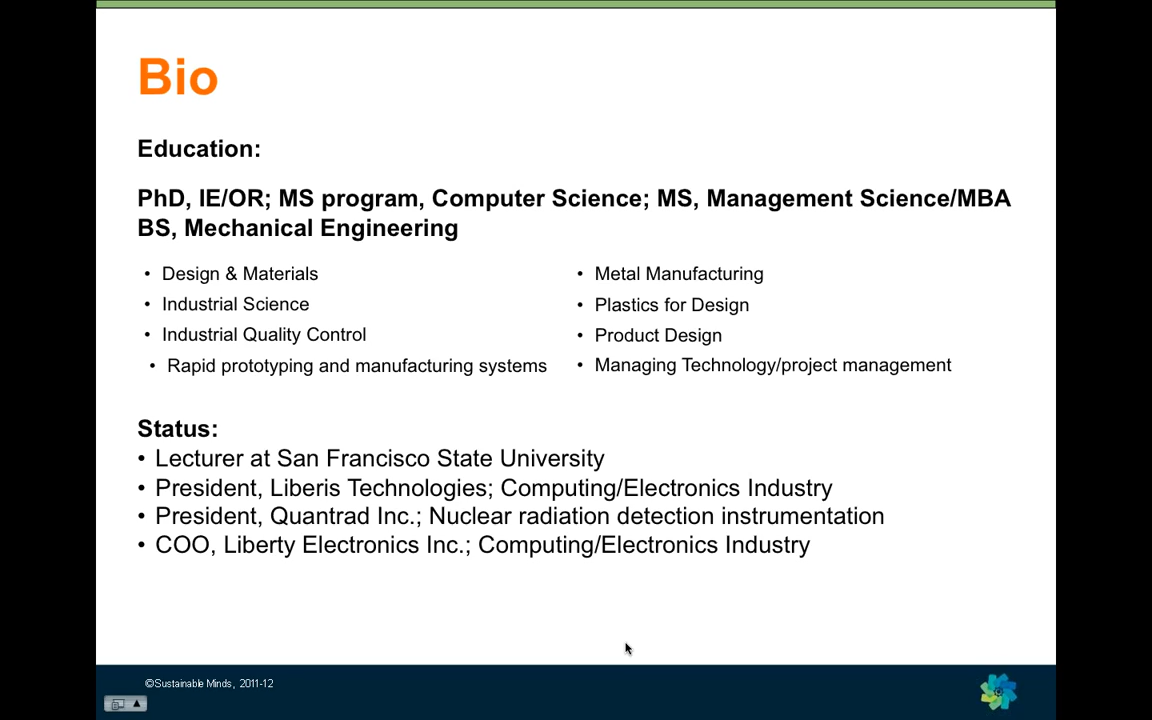 Bio
Education:
PhD, IE/OR; MS program, Computer Science; MS, Management Science/MBA
BS, Mechanical Engineering
• Design & Materials
• Industrial Science
• Industrial Quality Control
• Rapid prototyping and manufacturing systems
• Metal Manufacturing
• Plastics for Design
• Product Design
• Managing Technology/project management
Status:
• Lecturer at San Francisco State University
• President, Liberis Technologies; Computing/Electronics Industry
• President, Quantrad Inc.; Nuclear radiation detection instrumentation
• COO, Liberty Electronics Inc.; Computing/Electronics Industry
©Sustainable Minds, 2011-12